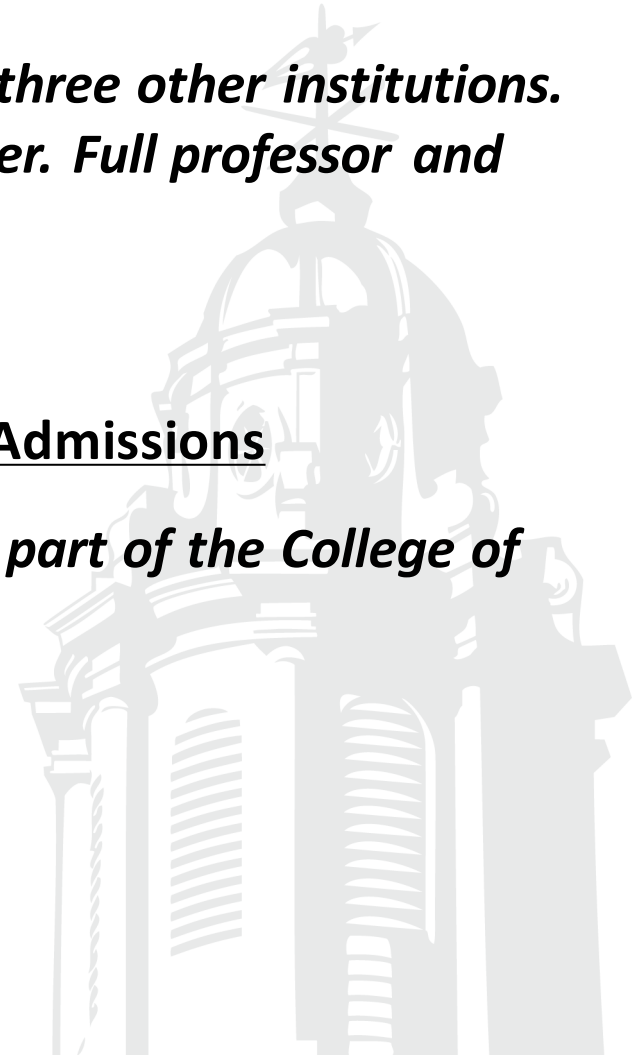 three other institutions.
er. Full professor and
Admissions
part of the College of